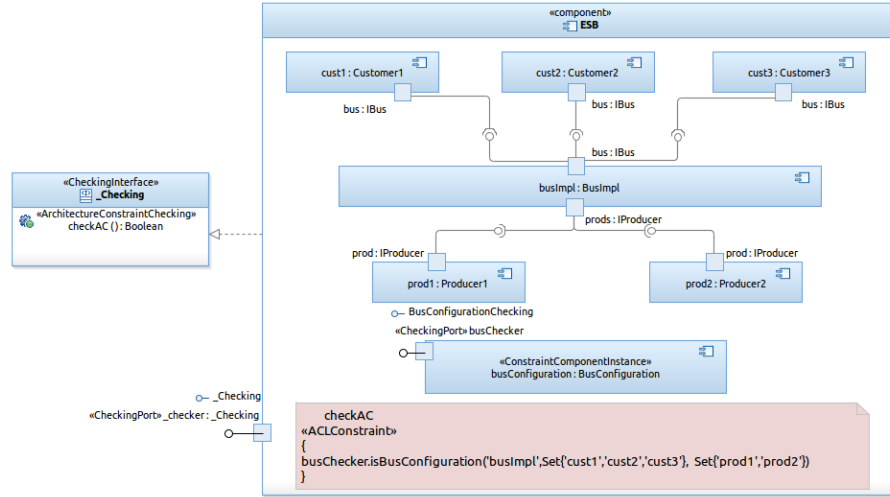 «component»
ESB
cust1 : Customer1
cust2 : Customer2
cust3 : Customer3
bus : IBus
bus : IBus
bus : IBus
bus : IBus
«CheckingInterface»
_Checking
«ArchitectureConstraintChecking»
checkAC ( ) : Boolean
busImpl : BusImpl
prods : IProducer
prod : IProducer
prod : IProducer
prod1 : Producer1
prod2 : Producer2
BusConfigurationChecking
«CheckingPort» busChecker
«ConstraintComponentInstance»
busConfiguration : BusConfiguration
_Checking
«CheckingPort» _checker : _Checking
checkAC
«ACLConstraint»
{
busChecker.isBusConfiguration('busImpl',Set{'cust1','cust2','cust3'}, Set{'prod1','prod2'})
}